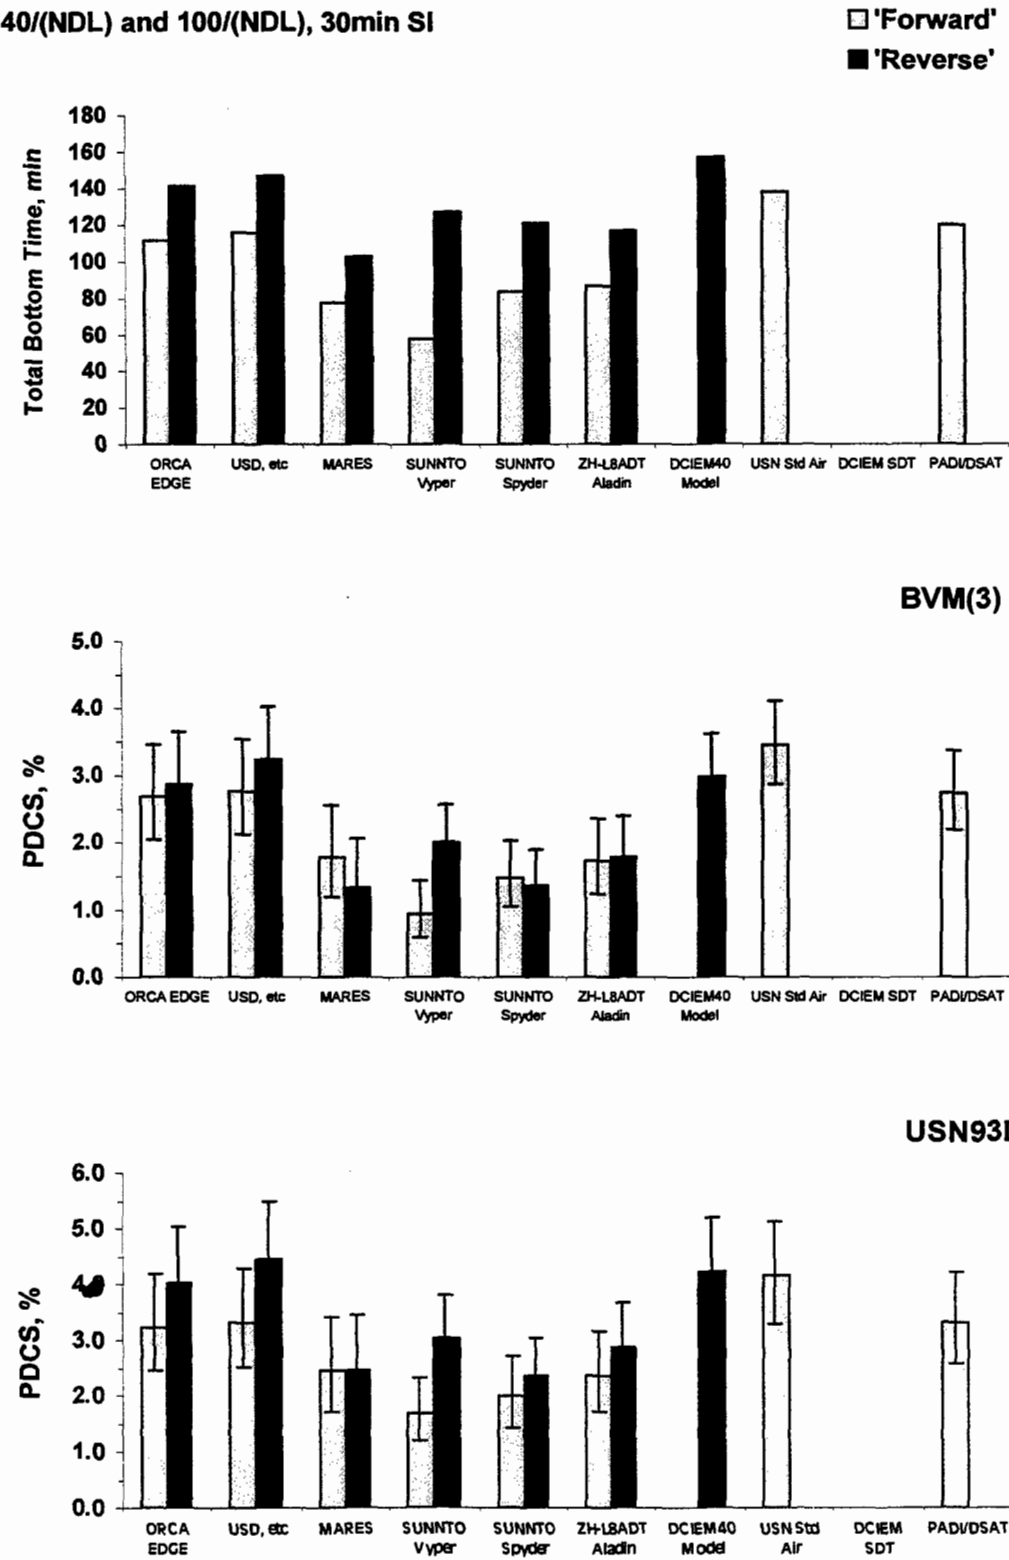 40/(NDL) and 100/(NDL), 30min SI
'Forward'
'Reverse'
Total Bottom Time, min
180
160
140
120
100
80
60
40
20
0
ORCA EDGE
USD, etc
MARES
SUNNTO Vyper
SUNNTO Spyder
ZH-L8ADT Aladin
DCIEM40 Model
USN Std Air
DCIEM SDT
PADI/DSAT
BVM(3)
PDCS, %
5.0
4.0
3.0
2.0
1.0
0.0
ORCA EDGE
USD, etc
MARES
SUNNTO Vyper
SUNNTO Spyder
ZH-L8ADT Aladin
DCIEM40 Model
USN Std Air
DCIEM SDT
PADI/DSAT
USN93
PDCS, %
6.0
5.0
3.0
2.0
1.0
0.0
ORCA EDGE
USD, etc
MARES
SUNNTO Vyper
SUNNTO Spyder
ZH-L8ADT Aladin
DCIEM40 Model
USN Std Air
DCIEM SDT
PADI/DSAT